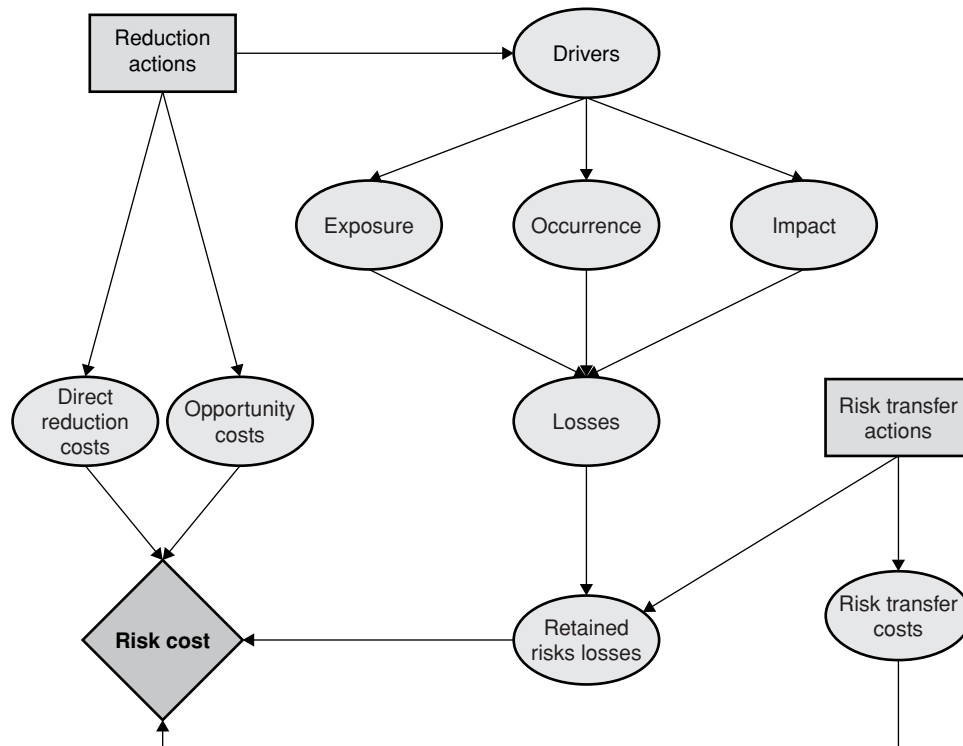 Reduction
actions
Drivers
Exposure
Occurrence
Impact
Direct
reduction
costs
Opportunity
costs
Losses
Risk transfer
actions
Risk cost
Retained
risks losses
Risk transfer
costs